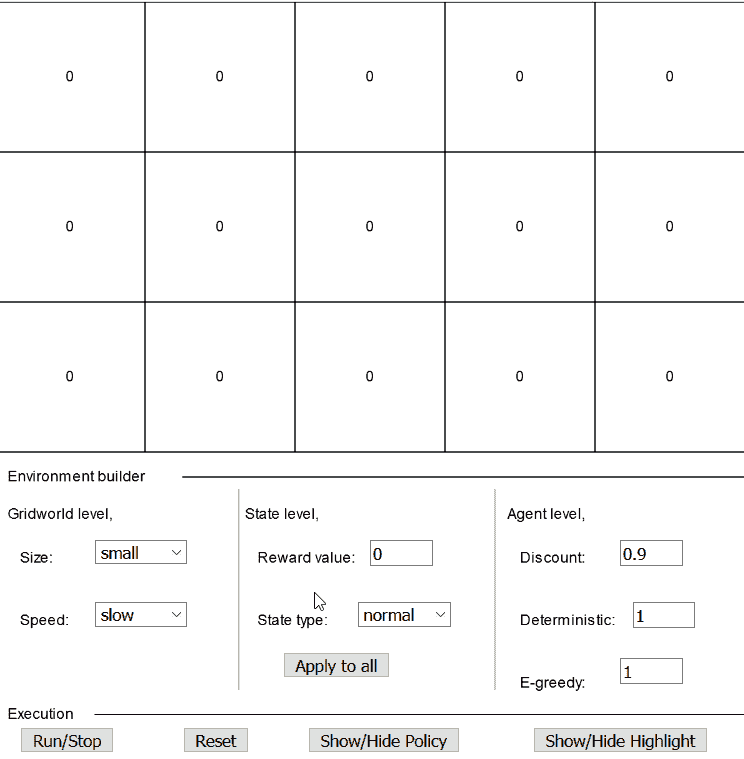 0 0 0 0 0
0 0 0 0 0
0 0 0 0 0
Environment builder
Gridworld level, State level, Agent level,
Size: small Reward value: 0 Discount: 0.9
Speed: slow State type: normal Deterministic: 1
Apply to all E-greedy: 1
Execution
Run/Stop Reset Show/Hide Policy Show/Hide Highlight